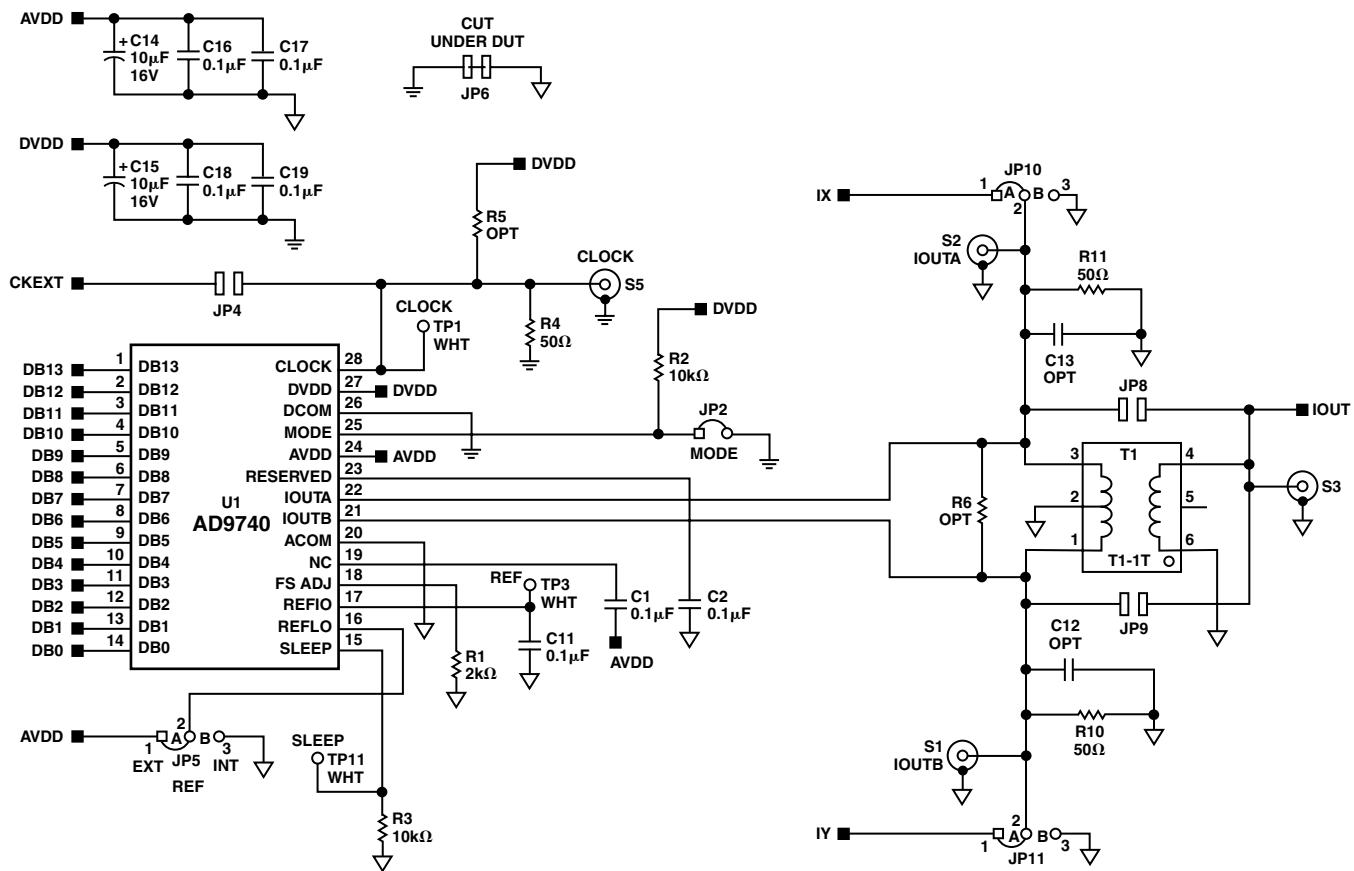 AVDD
+ C14
10µF
16V
C16
0.1µF
C17
0.1µF
CUT
UNDER DUT
JP6
DVDD
+ C15
10µF
16V
C18
0.1µF
C19
0.1µF
DVDD
R5
OPT
CKEXT
JP4
CLOCK
S5
CLOCK
TP1
WHT
R4
50Ω
DVDD
R2
10kΩ
JP2
MODE
U1
AD9740
DB13 1 DB13
DB12 2 DB12
DB11 3 DB11
DB10 4 DB10
DB9 5 DB9
DB8 6 DB8
DB7 7 DB7
DB6 8 DB6
DB5 9 DB5
DB4 10 DB4
DB3 11 DB3
DB2 12 DB2
DB1 13 DB1
DB0 14 DB0
CLOCK 28
DVDD 27 DVDD
DCOM 26
MODE 25
AVDD 24 AVDD
RESERVED 23
IOUTA 22
IOUTB 21
ACOM 20
NC 19
FS ADJ 18
REFIO 17
REFLO 16
SLEEP 15
REF
TP3
WHT
C11
0.1µF
R1
2kΩ
C1
0.1µF
AVDD
C2
0.1µF
AVDD
1 A 2 B 3
EXT JP5 INT
REF
SLEEP
TP11
WHT
R3
10kΩ
JP10
IX
1 A 2 B 3
S2
IOUTA
R11
50Ω
C13
OPT
JP8
IOUT
R6
OPT
3 T1 4
2 5
1 6
T1-1T
S3
JP9
C12
OPT
R10
50Ω
S1
IOUTB
IY
1 A 2 B 3
JP11